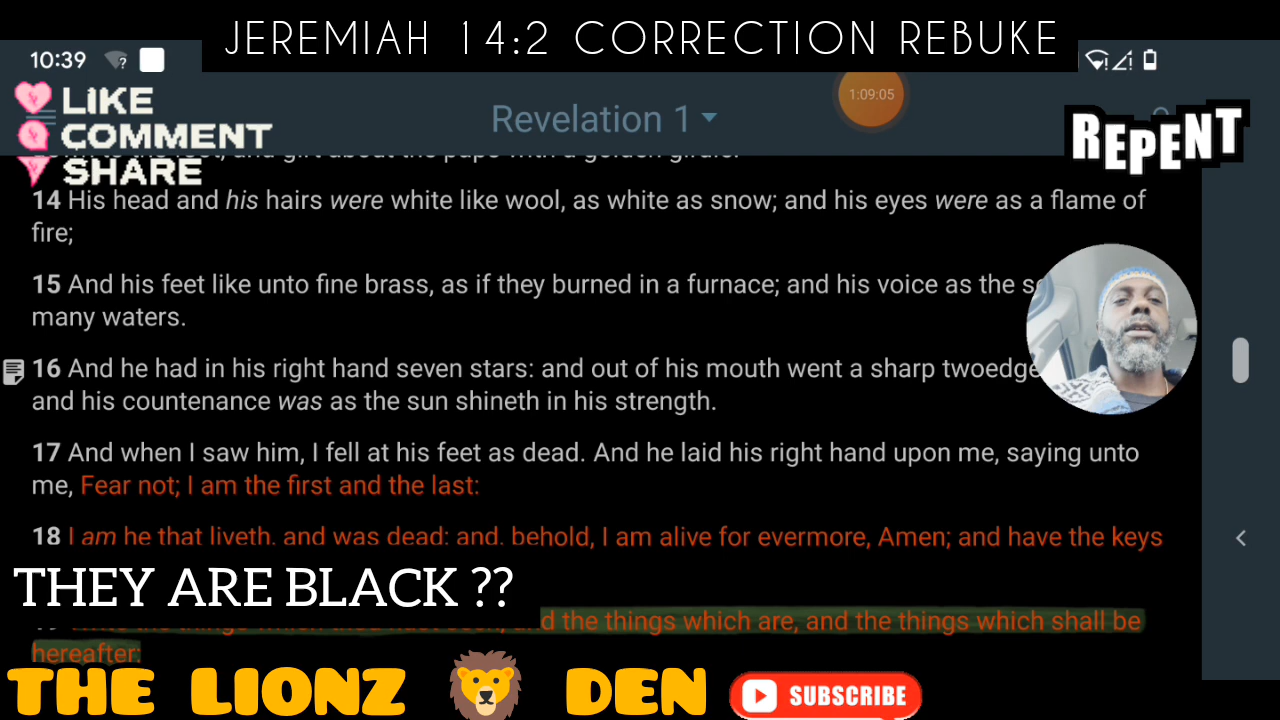 JEREMIAH 14:2 CORRECTION REBUKE
10:39
LIKE
COMMENT
SHARE
Revelation 1
1:09:05
REPENT
14 His head and his hairs were white like wool, as white as snow; and his eyes were as a flame of
fire;
15 And his feet like unto fine brass, as if they burned in a furnace; and his voice as the
many waters.
16 And he had in his right hand seven stars: and out of his mouth went a sharp
and his countenance was as the sun shineth in his strength.
17 And when I saw him, I fell at his feet as dead. And he laid his right hand upon me, saying unto
me, Fear not; I am the first and the last:
18 I am he that liveth, and was dead; and, behold, I am alive for evermore, Amen; and have the keys
THEY ARE BLACK ??
the things which are, and the things which shall be
hereafter;
THE LIONZ DEN
SUBSCRIBE